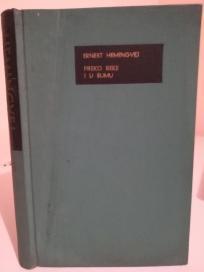 ERNEST HEMINGVEJ
PREKO REKE
I U ŠUMU